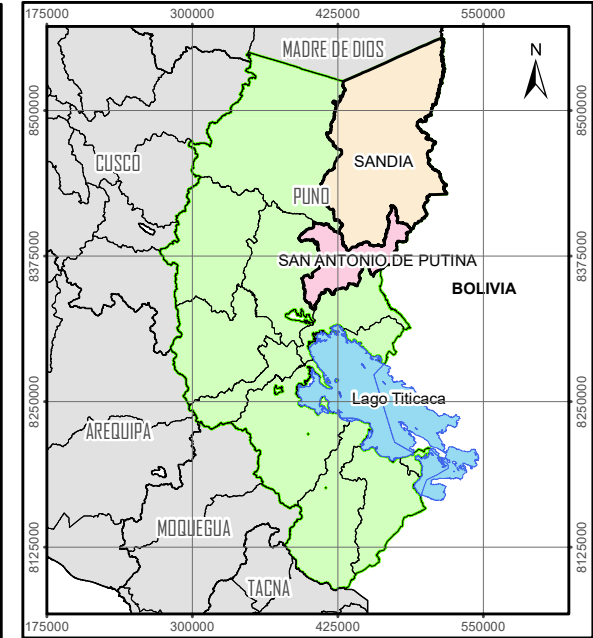 175000 300000 425000 550000
MADRE DE DIOS
N
8500000 8500000
CUSCO
SANDIA
PUNO
8375000 8375000
SAN ANTONIO DE PUTINA
BOLIVIA
8250000 8250000
Lago Titicaca
AREQUIPA
MOQUEGUA
8125000 8125000
TACNA
175000 300000 425000 550000